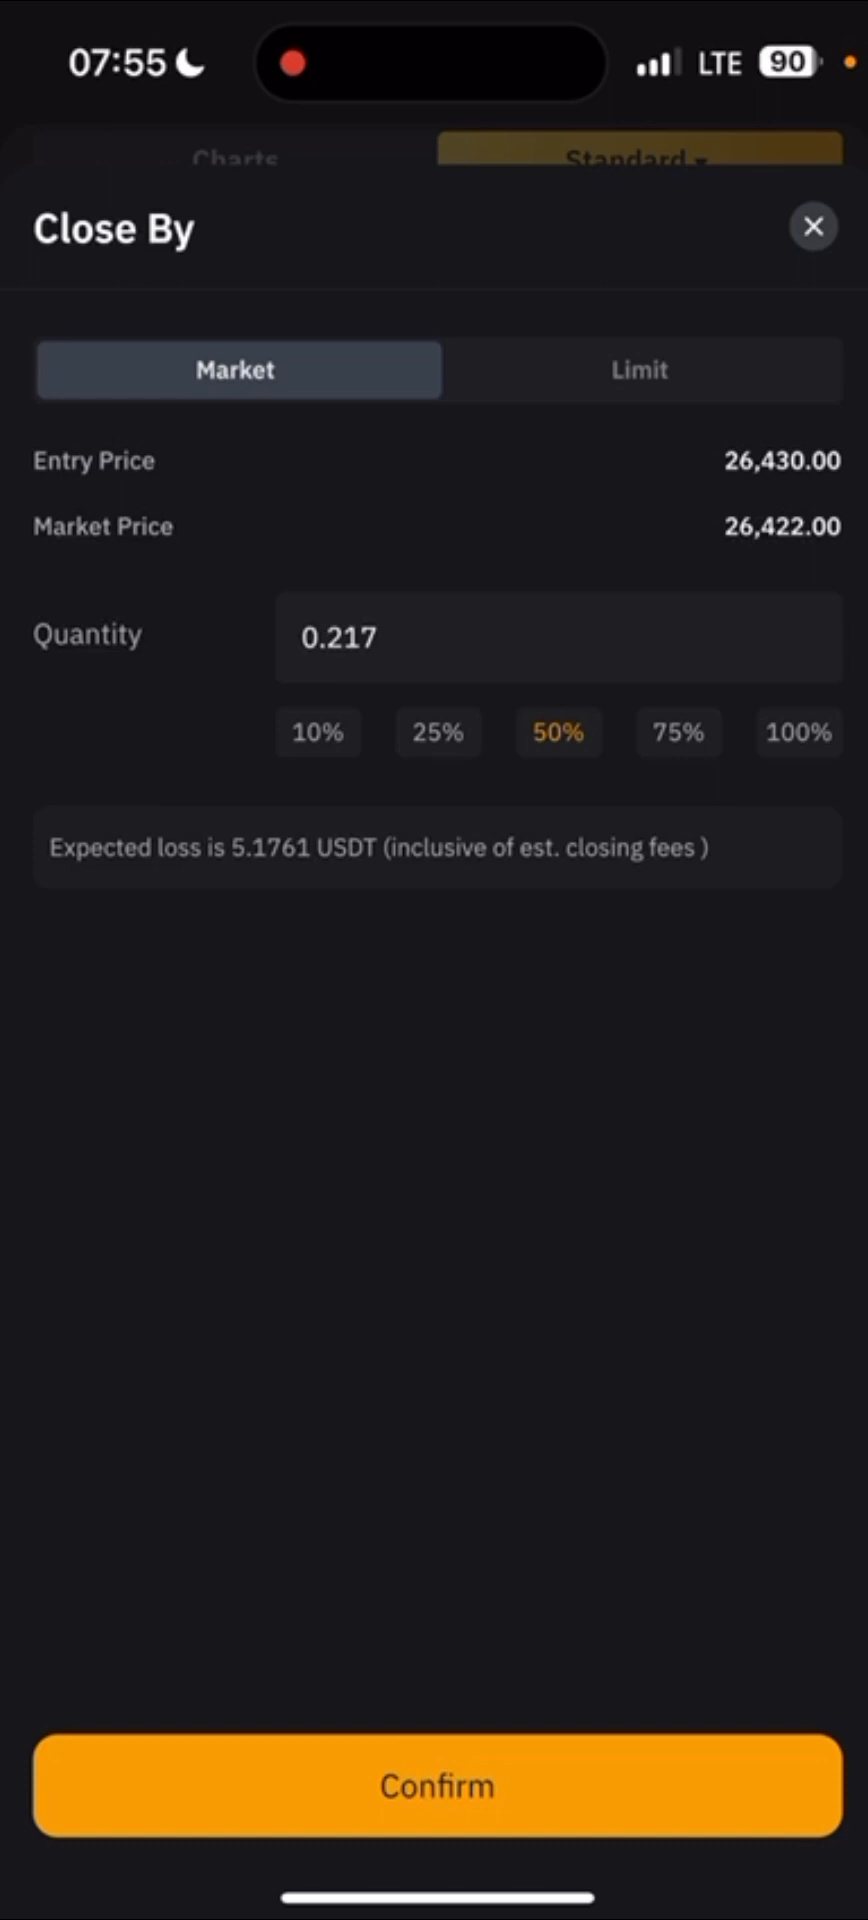 07:55 LTE 90
Charts Standard
Close By
Market Limit
Entry Price 26,430.00
Market Price 26,422.00
Quantity 0.217
10% 25% 50% 75% 100%
Expected loss is 5.1761 USDT (inclusive of est. closing fees )
Confirm